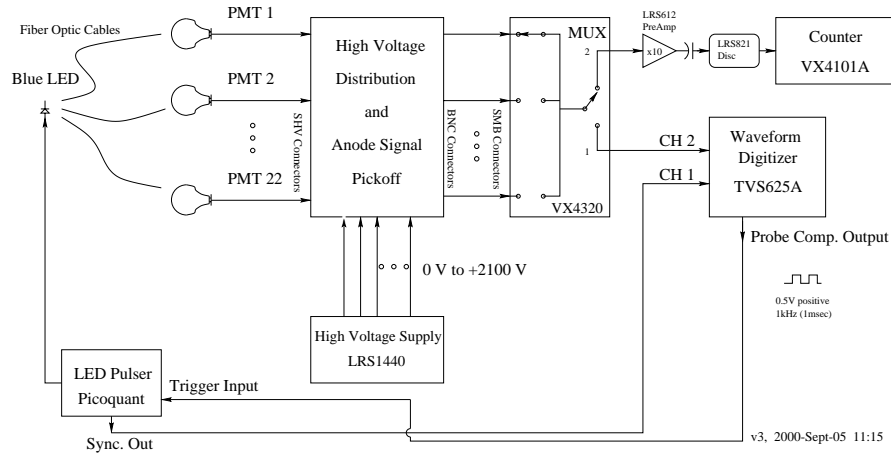 Fiber Optic Cables
Blue LED
PMT 1
PMT 2
PMT 22
SHV Connectors
High Voltage
Distribution
and
Anode Signal
Pickoff
BNC Connectors
SMB Connectors
MUX
2
1
VX4320
LRS612
PreAmp
x10
LRS821
Disc
Counter
VX4101A
CH 2
CH 1
Waveform
Digitizer
TVS625A
Probe Comp. Output
0.5V positive
1kHz (1msec)
0 V to +2100 V
High Voltage Supply
LRS1440
LED Pulser
Picoquant
Trigger Input
Sync. Out
v3, 2000-Sept-05 11:15